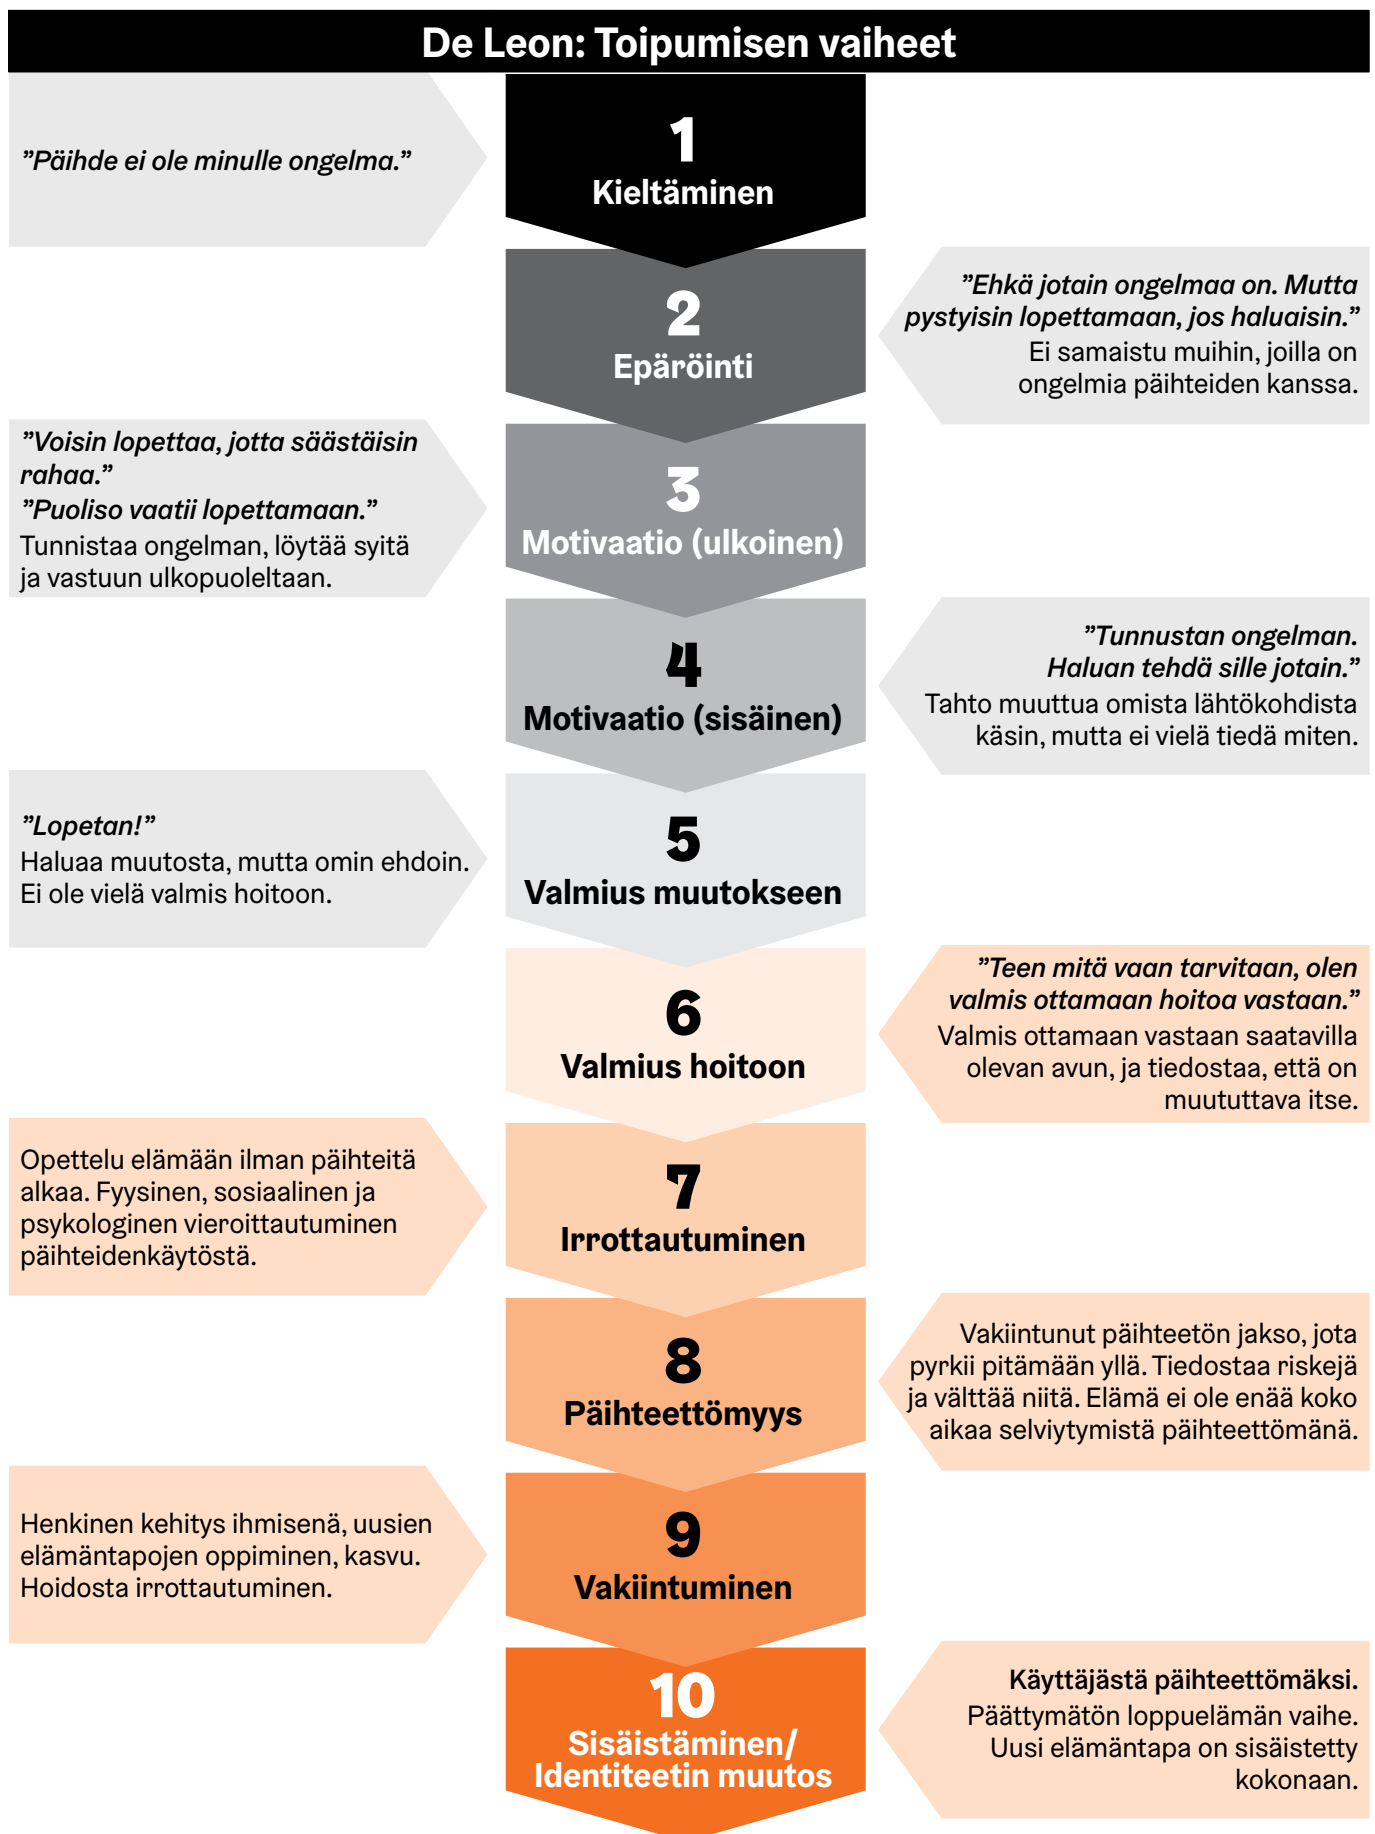 De Leon: Toipumisen vaiheet
”Päihde ei ole minulle ongelma.”
1
Kieltäminen
2
Epäröinti
”Ehkä jotain ongelmaa on. Mutta
pystyisin lopettamaan, jos haluaisin.”
Ei samaistu muihin, joilla on
ongelmia päihteiden kanssa.
”Voisin lopettaa, jotta säästäisin
rahaa.”
”Puoliso vaatii lopettamaan.”
Tunnistaa ongelman, löytää syitä
ja vastuun ulkopuoleltaan.
3
Motivaatio (ulkoinen)
4
Motivaatio (sisäinen)
”Tunnustan ongelman.
Haluan tehdä sille jotain.”
Tahto muuttua omista lähtökohdista
käsin, mutta ei vielä tiedä miten.
”Lopetan!”
Haluaa muutosta, mutta omin ehdoin.
Ei ole vielä valmis hoitoon.
5
Valmius muutokseen
6
Valmius hoitoon
”Teen mitä vaan tarvitaan, olen
valmis ottamaan hoitoa vastaan.”
Valmis ottamaan vastaan saatavilla
olevan avun, ja tiedostaa, että on
muututtava itse.
Opettelu elämään ilman päihteitä
alkaa. Fyysinen, sosiaalinen ja
psykologinen vieroittautuminen
päihteidenkäytöstä.
7
Irrottautuminen
8
Päihteettömyys
Vakiintunut päihteetön jakso, jota
pyrkii pitämään yllä. Tiedostaa riskejä
ja välttää niitä. Elämä ei ole enää koko
aikaa selviytymistä päihteettömänä.
Henkinen kehitys ihmisenä, uusien
elämäntapojen oppiminen, kasvu.
Hoidosta irrottautuminen.
9
Vakiintuminen
10
Sisäistäminen/
Identiteetin muutos
Käyttäjästä päihteettömäksi.
Päättymätön loppuelämän vaihe.
Uusi elämäntapa on sisäistetty
kokonaan.